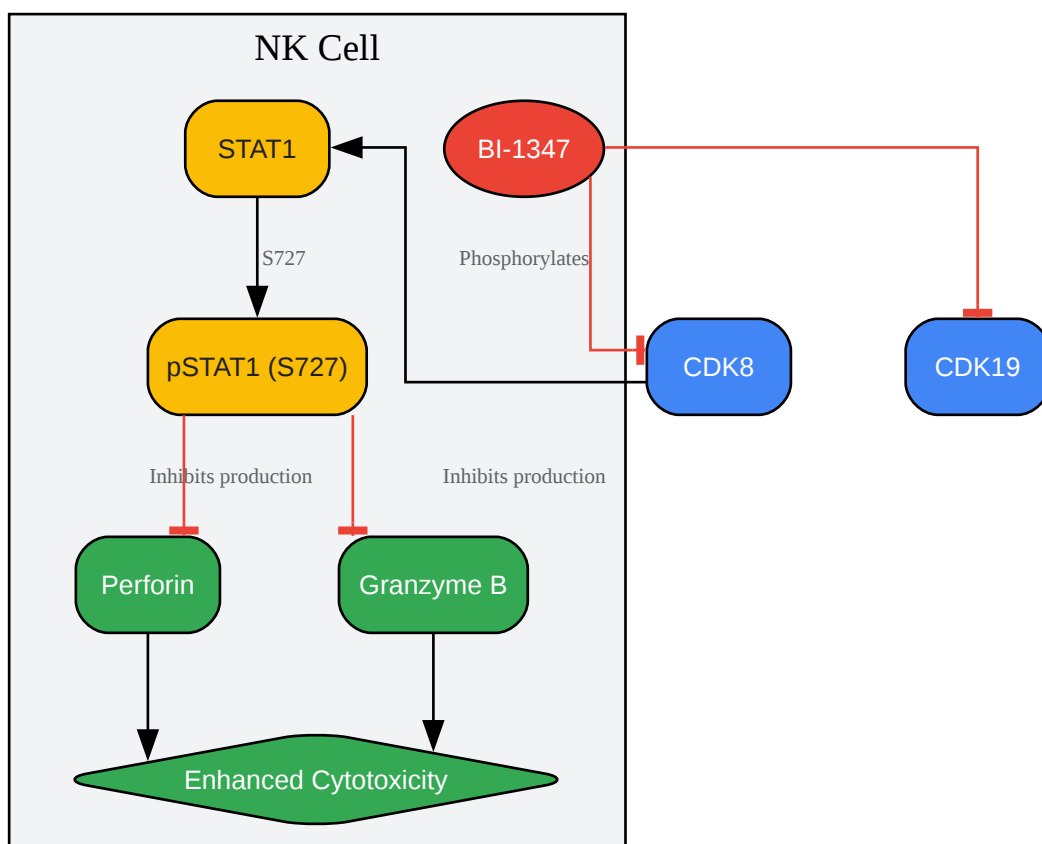 NK Cell
STAT1
BI-1347
S727
Phosphorylates
pSTAT1 (S727)
CDK8
CDK19
Inhibits production
Inhibits production
Perforin
Granzyme B
Enhanced Cytotoxicity